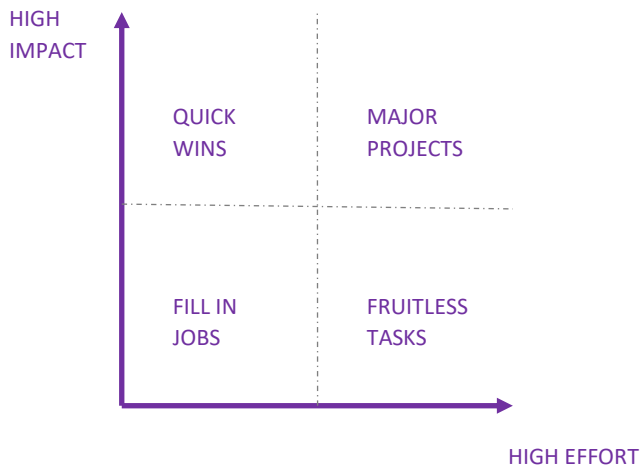 HIGH
IMPACT
QUICK
WINS
MAJOR
PROJECTS
FILL IN
JOBS
FRUITLESS
TASKS
HIGH EFFORT